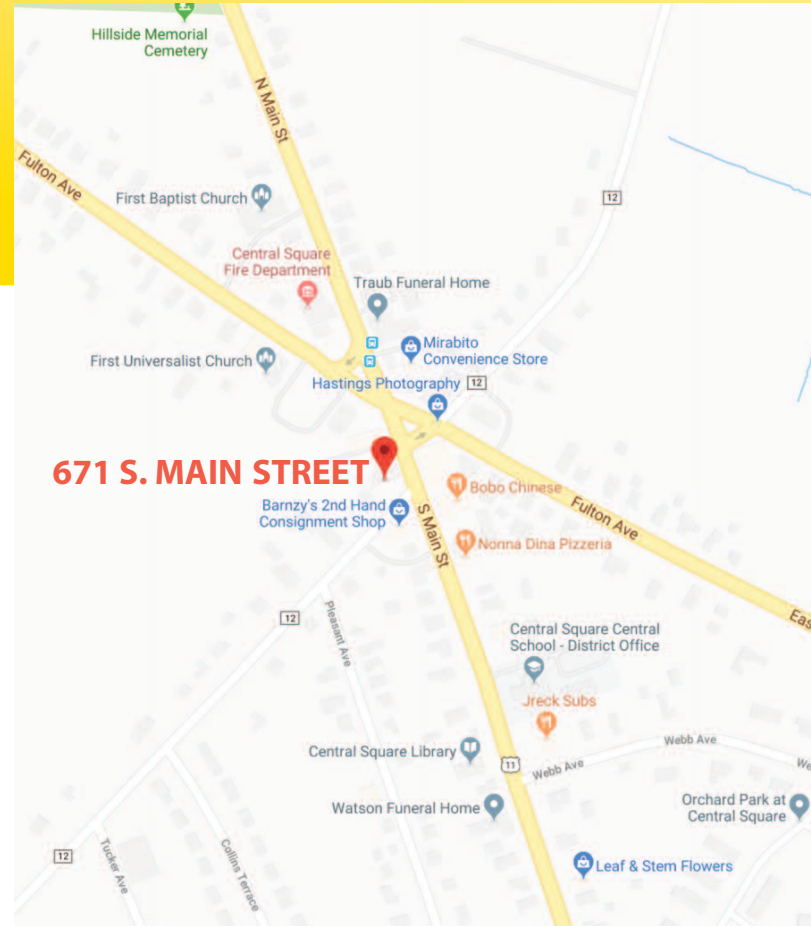 Hillside Memorial
Cemetery
N Main St
Fulton Ave
12
First Baptist Church
Central Square
Fire Department
Traub Funeral Home
Mirabito
Convenience Store
First Universalist Church
Hastings Photography
12
671 S. MAIN STREET
Bobo Chinese
Barnzy's 2nd Hand
Consignment Shop
S Main St
Fulton Ave
Nonna Dina Pizzeria
12
Pleasant Ave
Eas
Central Square Central
School - District Office
Jreck Subs
Webb Ave
Central Square Library
11
Webb Ave
We
Watson Funeral Home
Orchard Park at
Central Square
12
Tucker Ave
Collins Terrace
Leaf & Stem Flowers